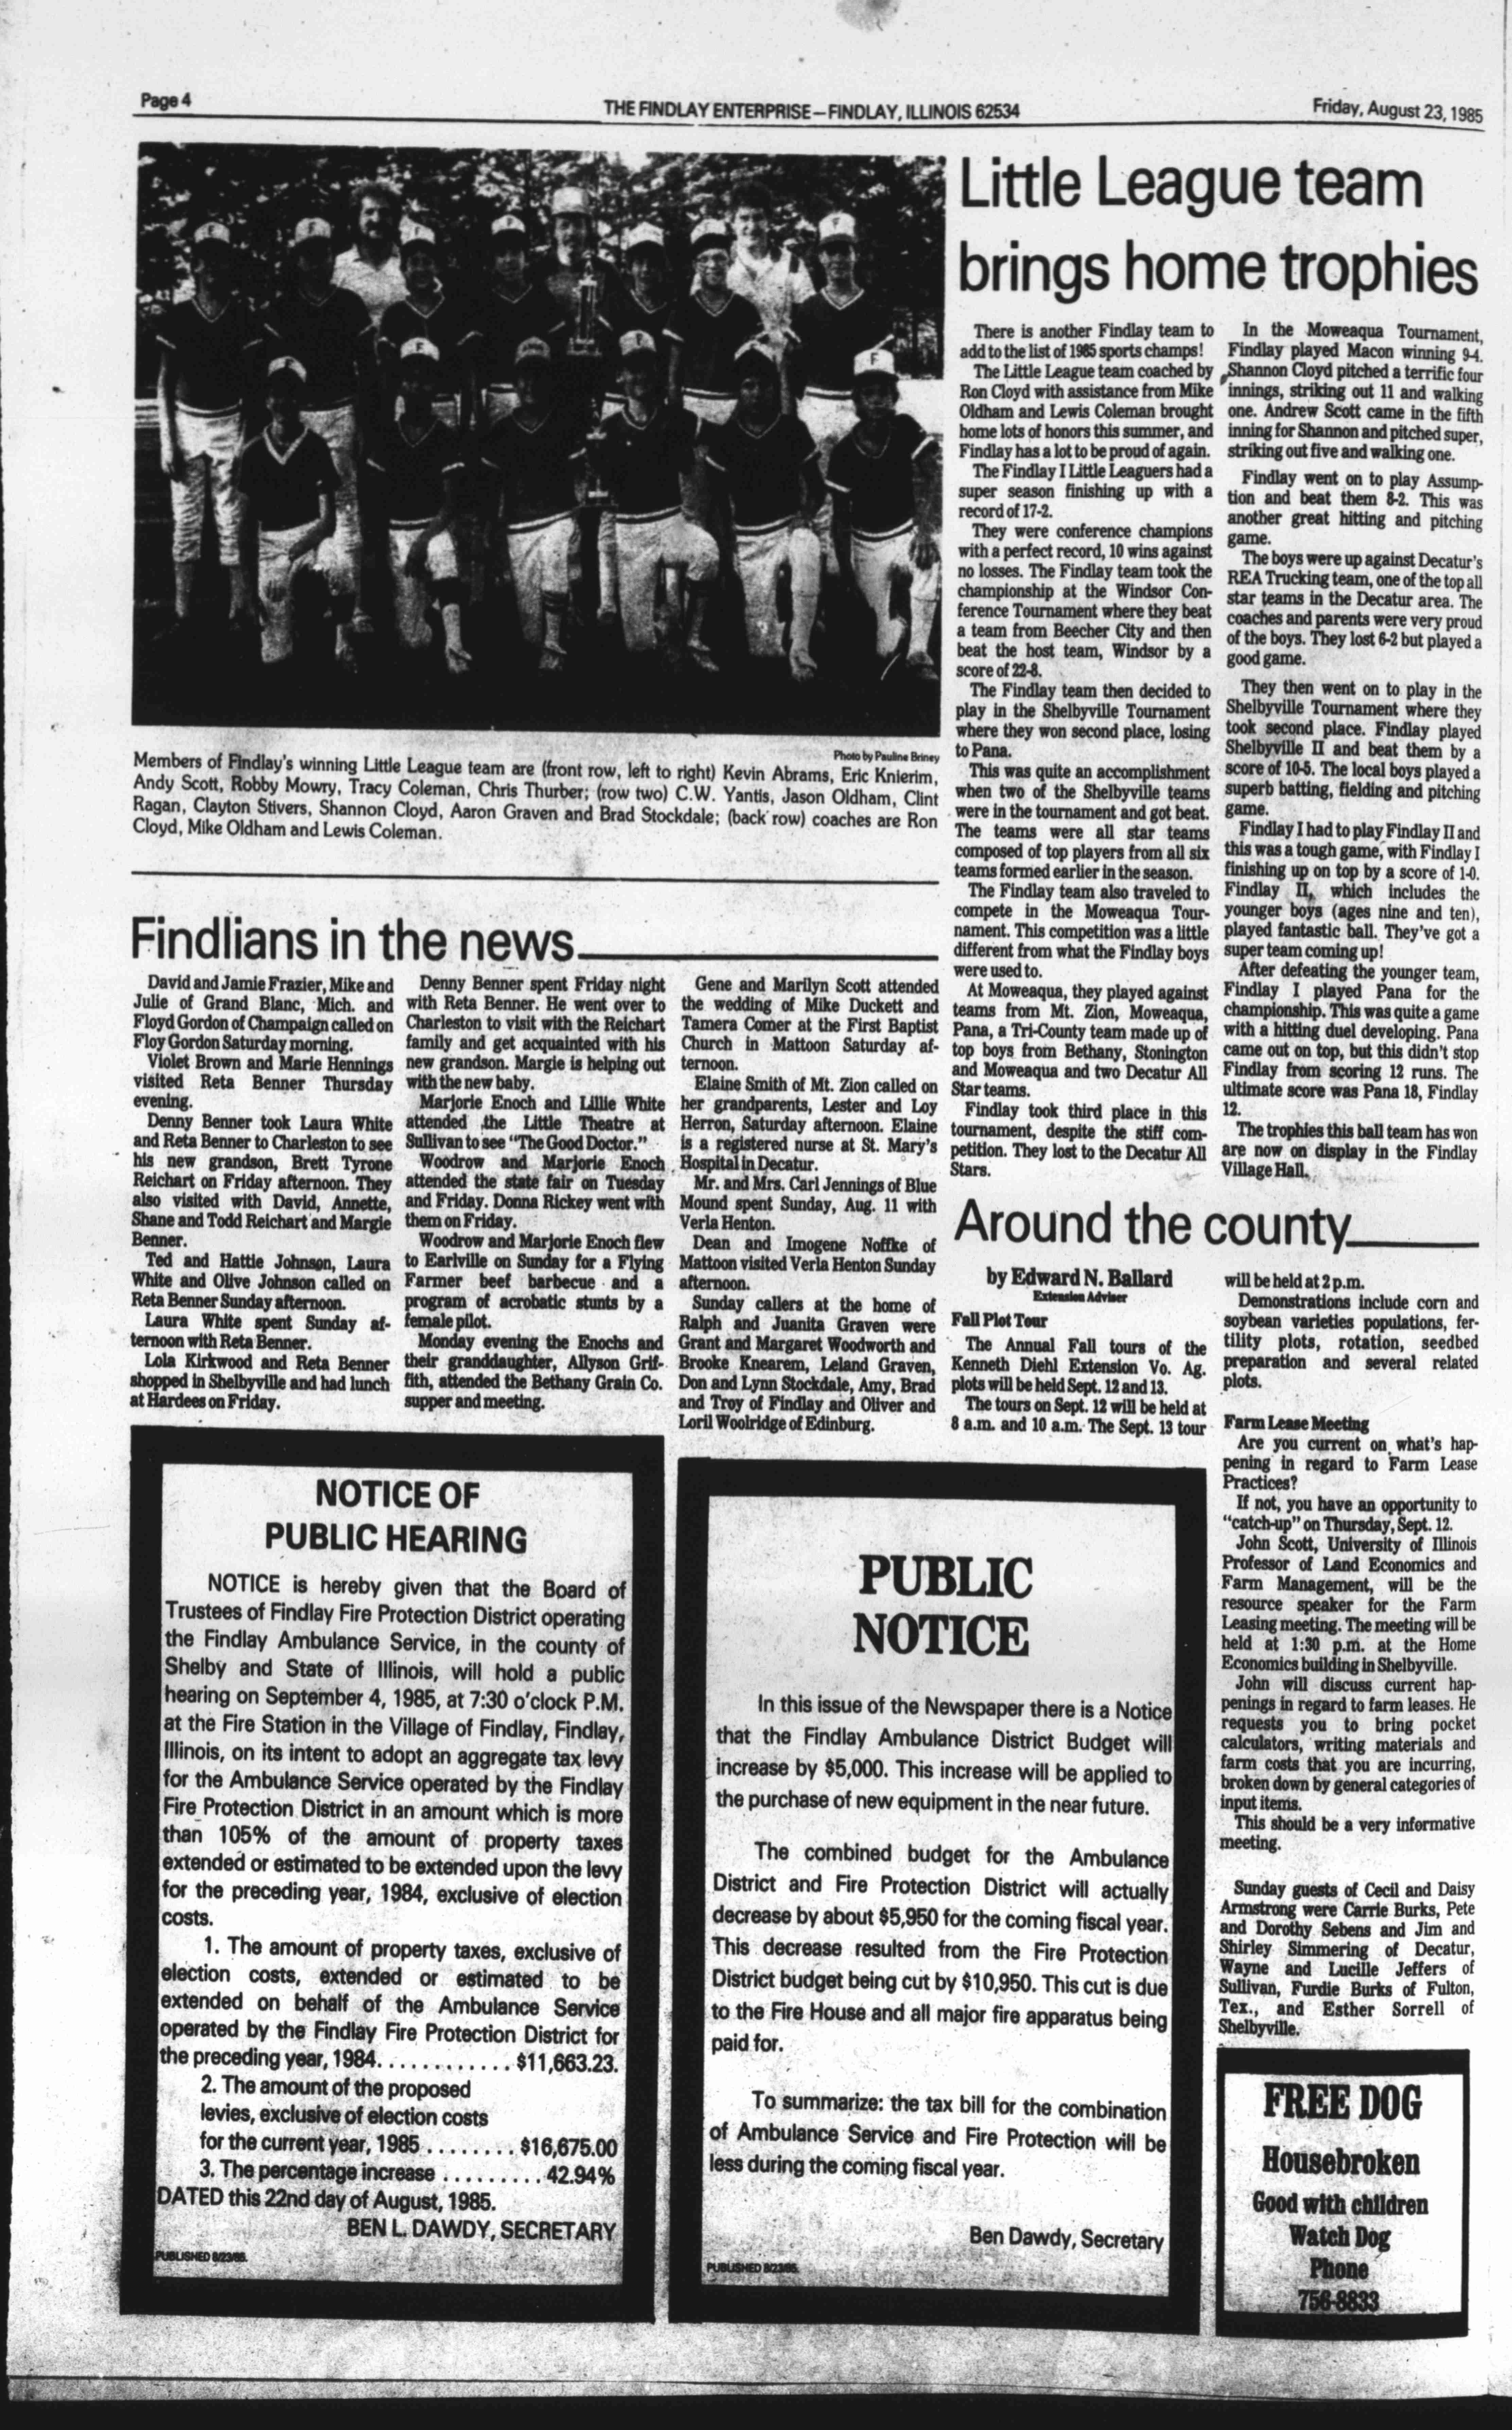 Page 4
THE FINDLAY ENTERPRISE—FINDLAY, ILLINOIS 62534
Friday, August 23, 1985
Photo by Pauline Briney
Members of Findlay's winning Little League team are (front row, left to right) Kevin Abrams, Eric Knierim,
Andy Scott, Robby Mowry, Tracy Coleman, Chris Thurber; (row two) C.W. Yantis, Jason Oldham, Clint
Ragan, Clayton Stivers, Shannon Cloyd, Aaron Graven and Brad Stockdale; (back row) coaches are Ron
Cloyd, Mike Oldham and Lewis Coleman.
Little League team
brings home trophies
There is another Findlay team to
add to the list of 1985 sports champs!
The Little League team coached by
Ron Cloyd with assistance from Mike
Oldham and Lewis Coleman brought
home lots of honors this summer, and
Findlay has a lot to be proud of again.
The Findlay I Little Leaguers had a
super season finishing up with a
record of 17-2.
They were conference champions
with a perfect record, 10 wins against
no losses. The Findlay team took the
championship at the Windsor Con-
ference Tournament where they beat
a team from Beecher City and then
beat the host team, Windsor by a
score of 22-8.
The Findlay team then decided to
play in the Shelbyville Tournament
where they won second place, losing
to Pana.
This was quite an accomplishment
when two of the Shelbyville teams
were in the tournament and got beat.
The teams were all star teams
composed of top players from all six
teams formed earlier in the season.
The Findlay team also traveled to
compete in the Moweaqua Tour-
nament. This competition was a little
different from what the Findlay boys
were used to.
At Moweaqua, they played against
teams from Mt. Zion, Moweaqua,
Pana, a Tri-County team made up of
top boys from Bethany, Stonington
and Moweaqua and two Decatur All
Star teams.
Findlay took third place in this
tournament, despite the stiff com-
petition. They lost to the Decatur All
Stars.
In the Moweaqua Tournament,
Findlay played Macon winning 9-4.
Shannon Cloyd pitched a terrific four
innings, striking out 11 and walking
one. Andrew Scott came in the fifth
inning for Shannon and pitched super,
striking out five and walking one.
Findlay went on to play Assump-
tion and beat them 8-2. This was
another great hitting and pitching
game.
The boys were up against Decatur's
REA Trucking team, one of the top all
star teams in the Decatur area. The
coaches and parents were very proud
of the boys. They lost 6-2 but played a
good game.
They then went on to play in the
Shelbyville Tournament where they
took second place. Findlay played
Shelbyville II and beat them by a
score of 10-5. The local boys played a
superb batting, fielding and pitching
game.
Findlay I had to play Findlay II and
this was a tough game, with Findlay I
finishing up on top by a score of 1-0.
Findlay II, which includes the
younger boys (ages nine and ten),
played fantastic ball. They've got a
super team coming up!
After defeating the younger team,
Findlay I played Pana for the
championship. This was quite a game
with a hitting duel developing. Pana
came out on top, but this didn't stop
Findlay from scoring 12 runs. The
ultimate score was Pana 18, Findlay
12.
The trophies this ball team has won
are now on display in the Findlay
Village Hall.
Findlians in the news
David and Jamie Frazier, Mike and
Julie of Grand Blanc, Mich. and
Floyd Gordon of Champaign called on
Floy Gordon Saturday morning.
Violet Brown and Marie Hennings
visited Reta Benner Thursday
evening.
Denny Benner took Laura White
and Reta Benner to Charleston to see
his new grandson, Brett Tyrone
Reichart on Friday afternoon. They
also visited with David, Annette,
Shane and Todd Reichart and Margie
Benner.
Ted and Hattie Johnson, Laura
White and Olive Johnson called on
Reta Benner Sunday afternoon.
Laura White spent Sunday af-
ternoon with Reta Benner.
Lola Kirkwood and Reta Benner
shopped in Shelbyville and had lunch
at Hardees on Friday.
Denny Benner spent Friday night
with Reta Benner. He went over to
Charleston to visit with the Reichart
family and get acquainted with his
new grandson. Margie is helping out
with the new baby.
Marjorie Enoch and Lillie White
attended the Little Theatre at
Sullivan to see "The Good Doctor."
Woodrow and Marjorie Enoch
attended the state fair on Tuesday
and Friday. Donna Rickey went with
them on Friday.
Woodrow and Marjorie Enoch flew
to Earlville on Sunday for a Flying
Farmer beef barbecue and a
program of acrobatic stunts by a
female pilot.
Monday evening the Enochs and
their granddaughter, Allyson Grif-
fith, attended the Bethany Grain Co.
supper and meeting.
Gene and Marilyn Scott attended
the wedding of Mike Duckett and
Tamera Comer at the First Baptist
Church in Mattoon Saturday af-
ternoon.
Elaine Smith of Mt. Zion called on
her grandparents, Lester and Loy
Herron, Saturday afternoon. Elaine
is a registered nurse at St. Mary's
Hospital in Decatur.
Mr. and Mrs. Carl Jennings of Blue
Mound spent Sunday, Aug. 11 with
Verla Henton.
Dean and Imogene Noffke of
Mattoon visited Verla Henton Sunday
afternoon.
Sunday callers at the home of
Ralph and Juanita Graven were
Grant and Margaret Woodworth and
Brooke Knearem, Leland Graven,
Don and Lynn Stockdale, Amy, Brad
and Troy of Findlay and Oliver and
Loril Woolridge of Edinburg.
Around the county
by Edward N. Ballard
Extension Adviser
Fall Plot Tour
The Annual Fall tours of the
Kenneth Diehl Extension Vo. Ag.
plots will be held Sept. 12 and 13.
The tours on Sept. 12 will be held at
8 a.m. and 10 a.m. The Sept. 13 tour
will be held at 2 p.m.
Demonstrations include corn and
soybean varieties populations, fer-
tility plots, rotation, seedbed
preparation and several related
plots.
Farm Lease Meeting
Are you current on what's hap-
pening in regard to Farm Lease
Practices?
If not, you have an opportunity to
"catch-up" on Thursday, Sept. 12.
John Scott, University of Illinois
Professor of Land Economics and
Farm Management, will be the
resource speaker for the Farm
Leasing meeting. The meeting will be
held at 1:30 p.m. at the Home
Economics building in Shelbyville.
John will discuss current hap-
penings in regard to farm leases. He
requests you to bring pocket
calculators, writing materials and
farm costs that you are incurring,
broken down by general categories of
input items.
This should be a very informative
meeting.
Sunday guests of Cecil and Daisy
Armstrong were Carrie Burks, Pete
and Dorothy Sebens and Jim and
Shirley Simmering of Decatur,
Wayne and Lucille Jeffers of
Sullivan, Furdie Burks of Fulton,
Tex., and Esther Sorrell of
Shelbyville.
NOTICE OF
PUBLIC HEARING
NOTICE is hereby given that the Board of
Trustees of Findlay Fire Protection District operating
the Findlay Ambulance Service, in the county of
Shelby and State of Illinois, will hold a public
hearing on September 4, 1985, at 7:30 o'clock P.M.
at the Fire Station in the Village of Findlay, Findlay,
Illinois, on its intent to adopt an aggregate tax levy
for the Ambulance Service operated by the Findlay
Fire Protection District in an amount which is more
than 105% of the amount of property taxes
extended or estimated to be extended upon the levy
for the preceding year, 1984, exclusive of election
costs.
1. The amount of property taxes, exclusive of
election costs, extended or estimated to be
extended on behalf of the Ambulance Service
operated by the Findlay Fire Protection District for
the preceding year, 1984............$11,663.23.
2. The amount of the proposed
levies, exclusive of election costs
for the current year, 1985........$16,675.00
3. The percentage increase.........42.94%
DATED this 22nd day of August, 1985.
BEN L. DAWDY, SECRETARY
PUBLISHED 8/23/85.
PUBLIC
NOTICE
In this issue of the Newspaper there is a Notice
that the Findlay Ambulance District Budget will
increase by $5,000. This increase will be applied to
the purchase of new equipment in the near future.
The combined budget for the Ambulance
District and Fire Protection District will actually
decrease by about $5,950 for the coming fiscal year.
This decrease resulted from the Fire Protection
District budget being cut by $10,950. This cut is due
to the Fire House and all major fire apparatus being
paid for.
To summarize: the tax bill for the combination
of Ambulance Service and Fire Protection will be
less during the coming fiscal year.
Ben Dawdy, Secretary
PUBLISHED 8/23/85.
FREE DOG
Housebroken
Good with children
Watch Dog
Phone
756-8833